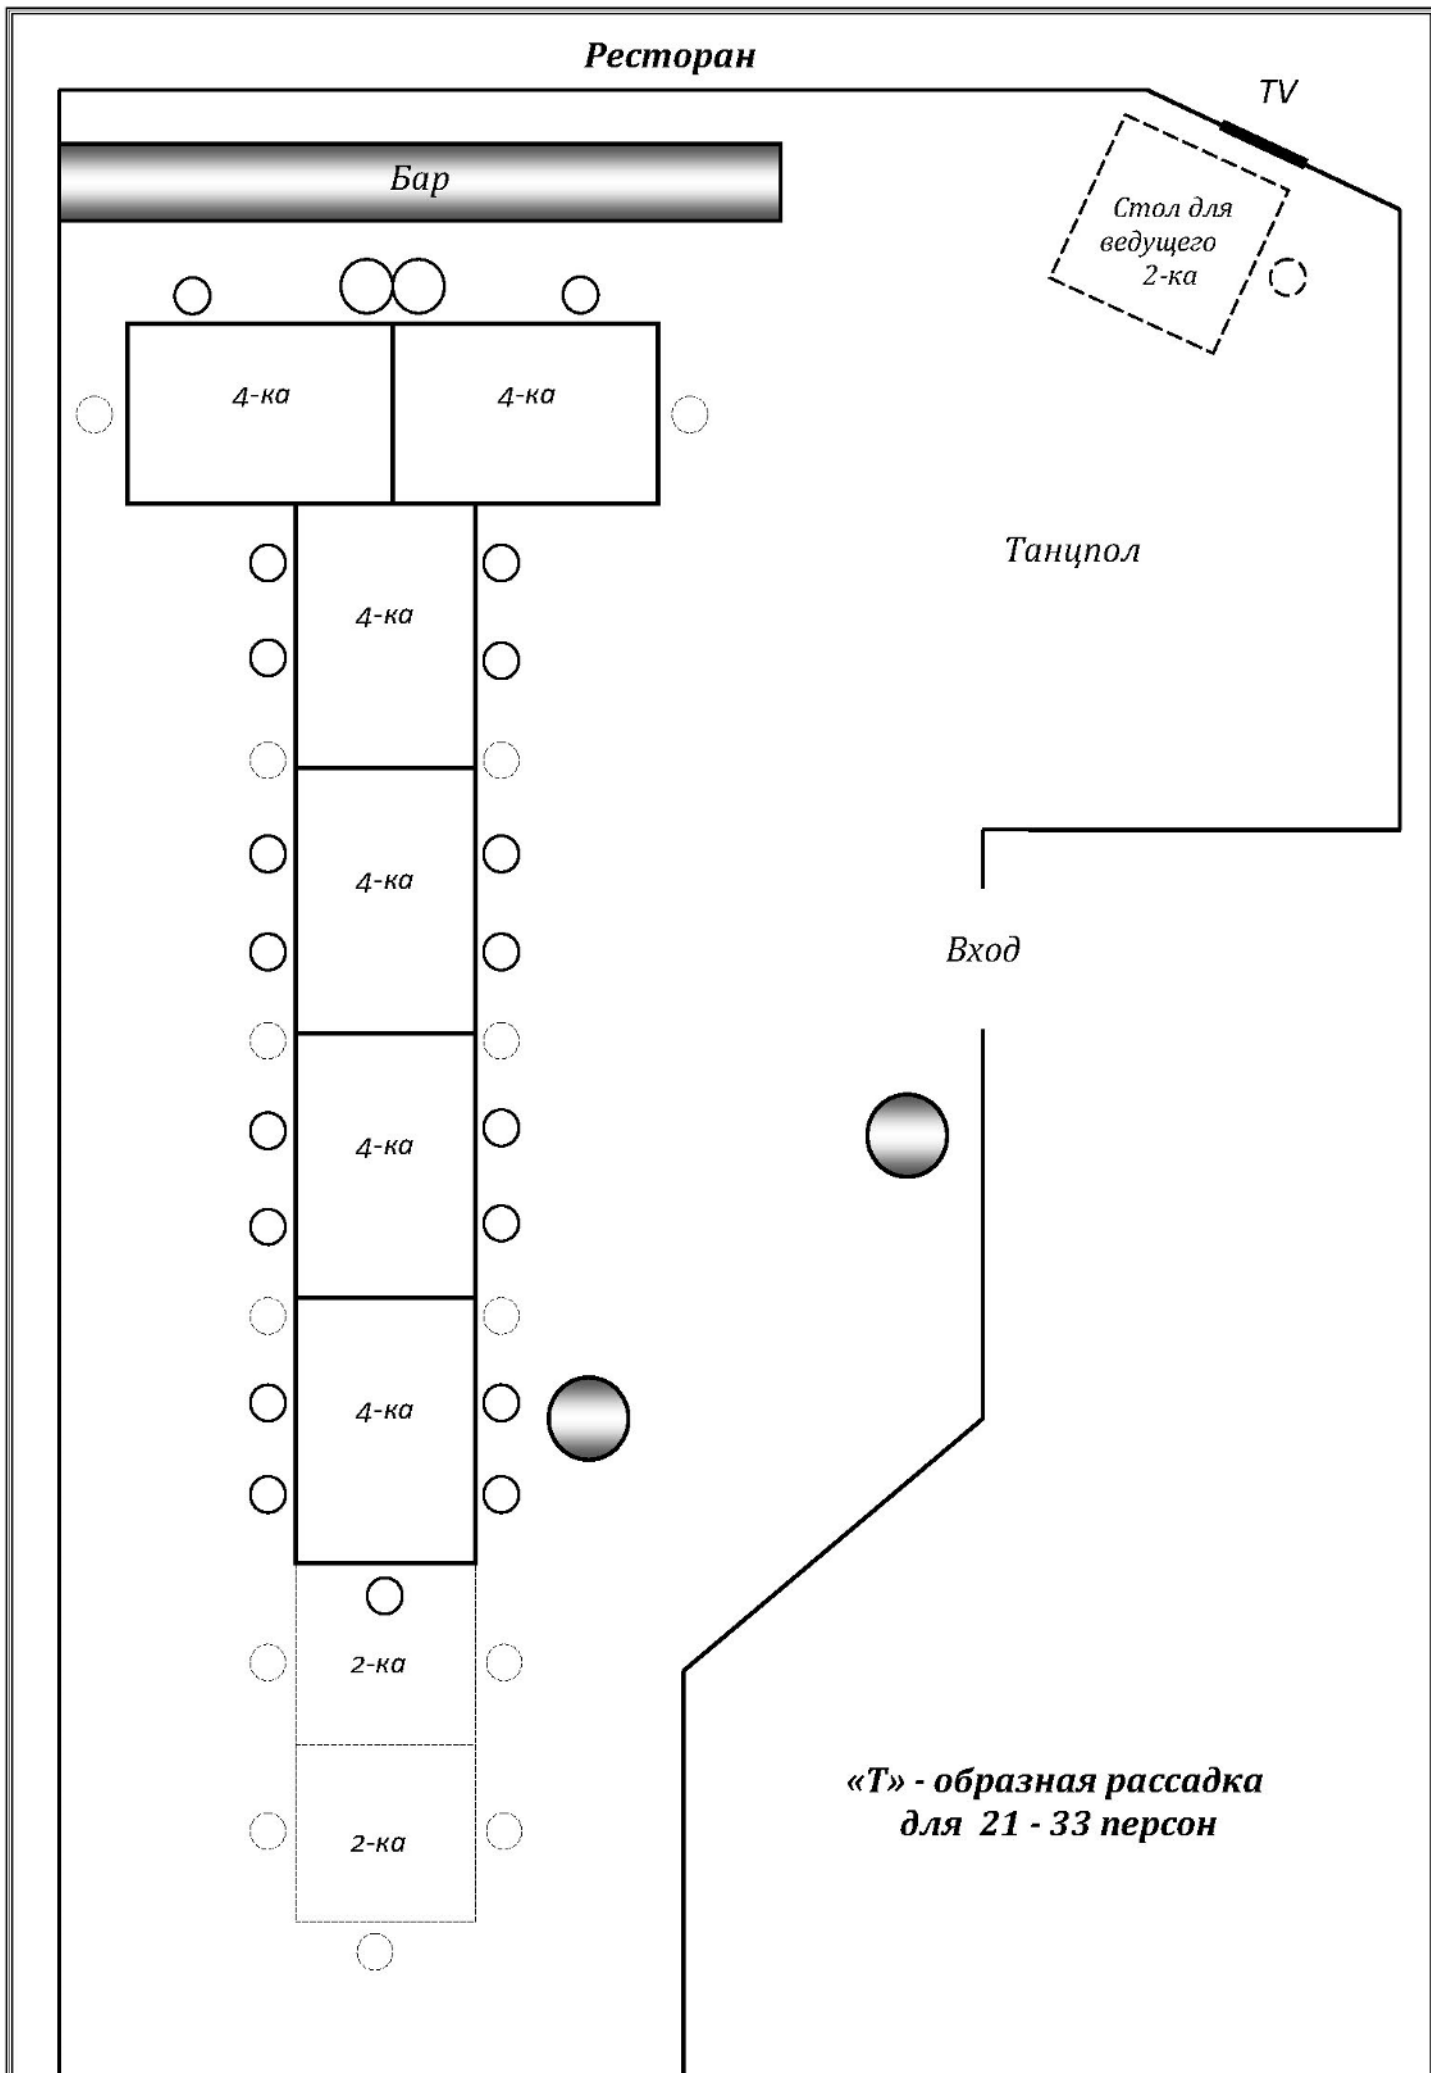 Ресторан
TV
Бар
Стол для
ведущего
2-ка
4-ка
4-ка
Танцпол
4-ка
4-ка
Вход
4-ка
4-ка
2-ка
«Т» - образная рассадка
для 21 - 33 персон
2-ка